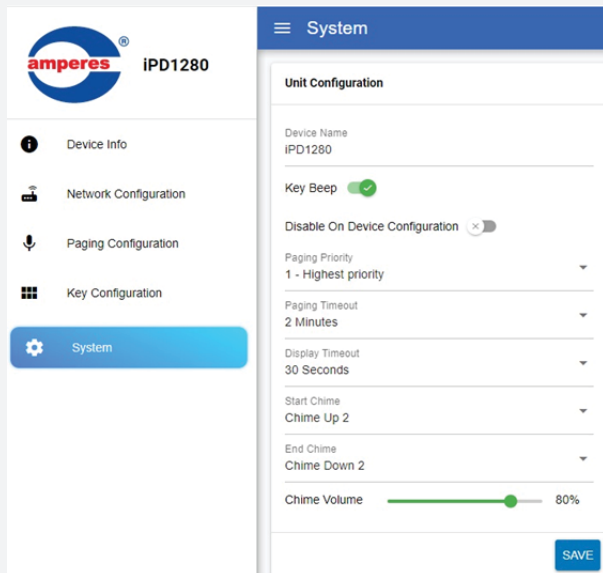 amperes ®
iPD1280
Device Info
Network Configuration
Paging Configuration
Key Configuration
System
System
Unit Configuration
Device Name
iPD1280
Key Beep
Disable On Device Configuration
Paging Priority
1 - Highest priority
Paging Timeout
2 Minutes
Display Timeout
30 Seconds
Start Chime
Chime Up 2
End Chime
Chime Down 2
Chime Volume 80%
SAVE